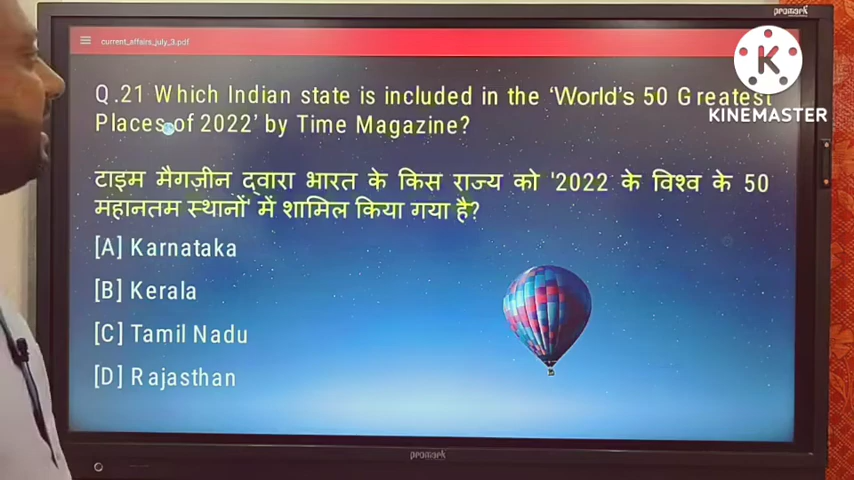 promark
current_affairs_july_3.pdf
K
KINEMASTER
Q.21 Which Indian state is included in the ‘World’s 50 Greatest
Places of 2022’ by Time Magazine?
टाइम मैगज़ीन द्वारा भारत के किस राज्य को '2022 के विश्व के 50
महानतम स्थानों' में शामिल किया गया है?
[A] Karnataka
[B] Kerala
[C] Tamil Nadu
[D] Rajasthan
promark